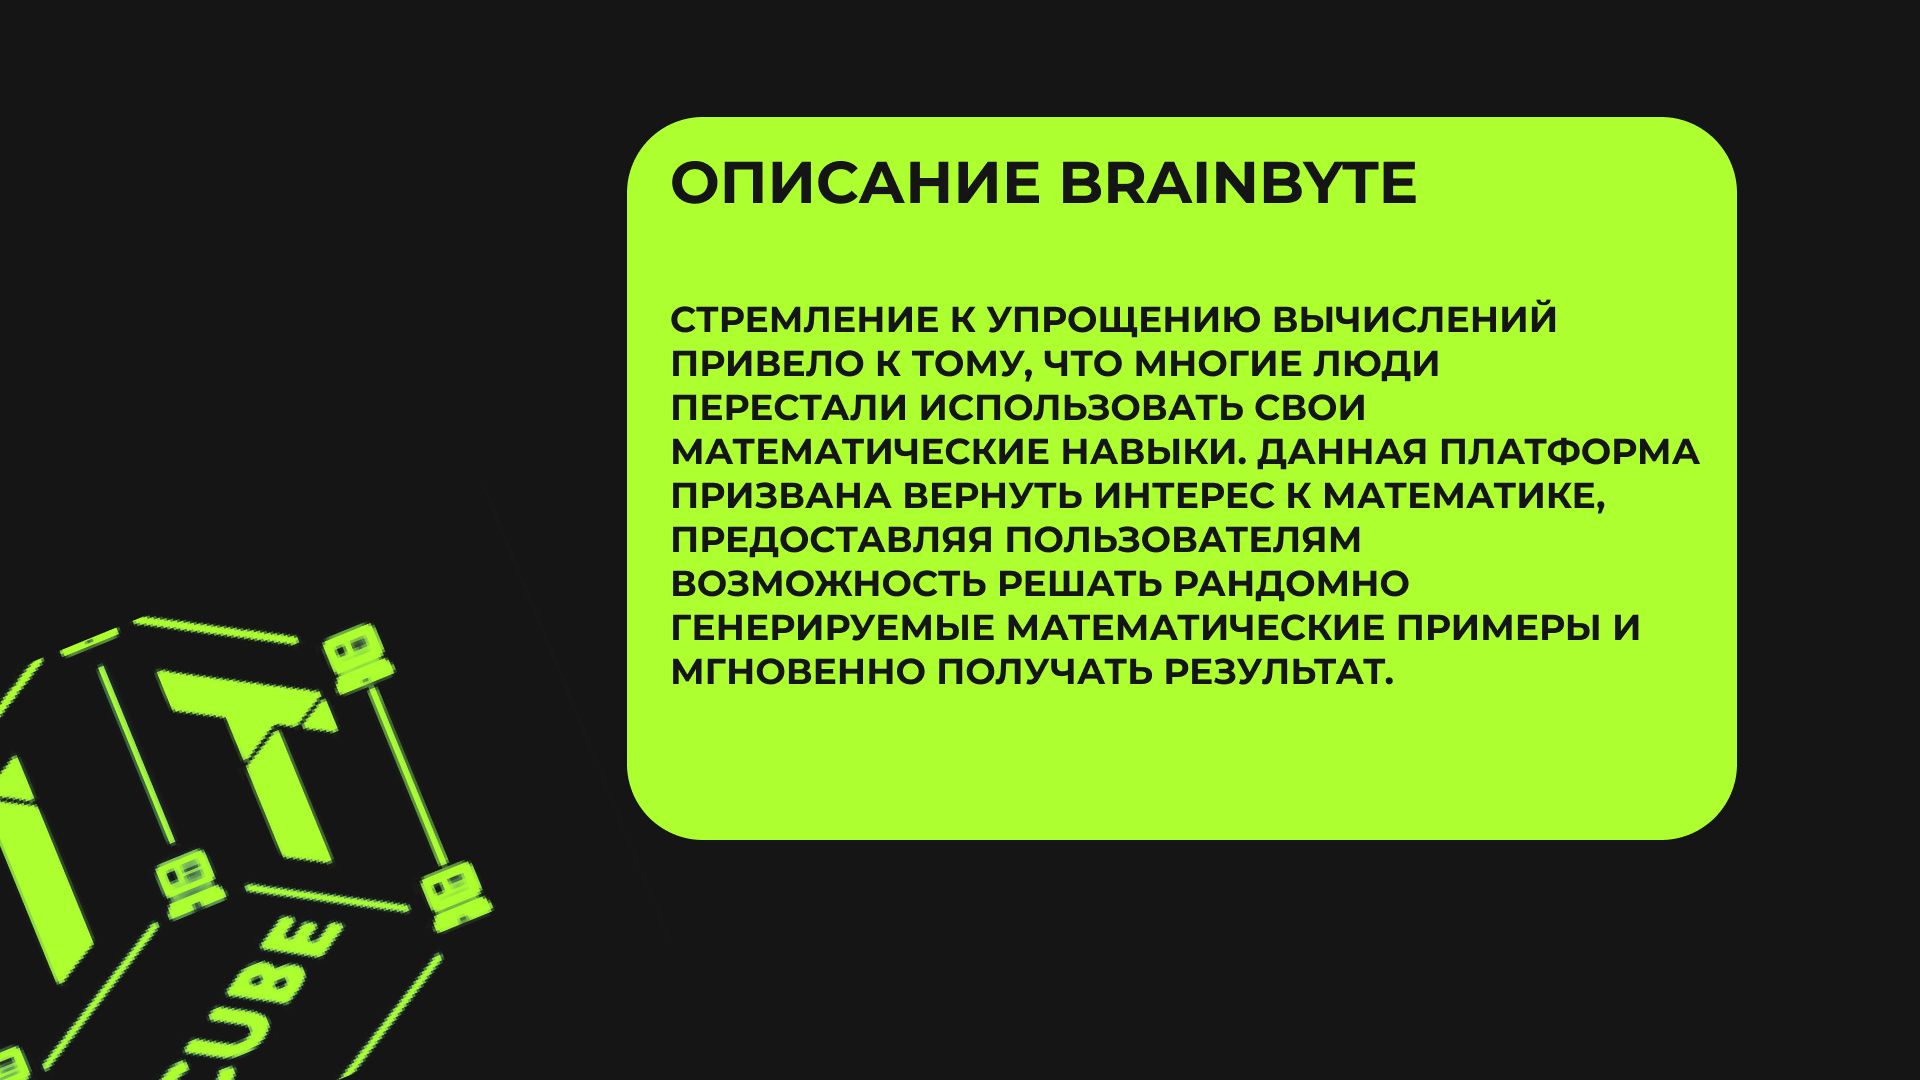 ОПИСАНИЕ BRAINBYTE
СТРЕМЛЕНИЕ К УПРОЩЕНИЮ ВЫЧИСЛЕНИЙ
ПРИВЕЛО К ТОМУ, ЧТО МНОГИЕ ЛЮДИ
ПЕРЕСТАЛИ ИСПОЛЬЗОВАТЬ СВОИ
МАТЕМАТИЧЕСКИЕ НАВЫКИ. ДАННАЯ ПЛАТФОРМА
ПРИЗВАНА ВЕРНУТЬ ИНТЕРЕС К МАТЕМАТИКЕ,
ПРЕДОСТАВЛЯЯ ПОЛЬЗОВАТЕЛЯМ
ВОЗМОЖНОСТЬ РЕШАТЬ РАНДОМНО
ГЕНЕРИРУЕМЫЕ МАТЕМАТИЧЕСКИЕ ПРИМЕРЫ И
МГНОВЕННО ПОЛУЧАТЬ РЕЗУЛЬТАТ.
IT
CUBE